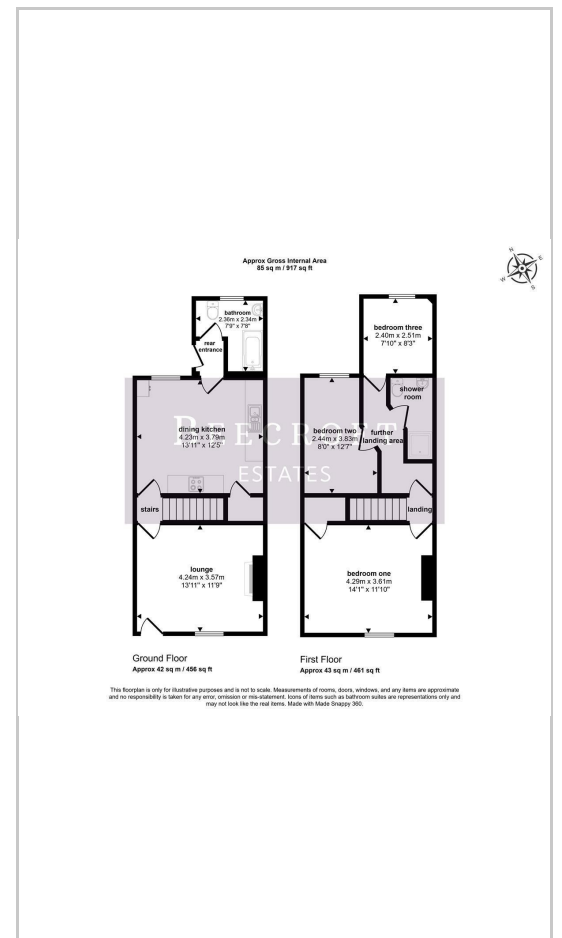 Approx Gross Internal Area
85 sq m / 917 sq ft
N
E
S
W
bathroom
2.36m x 2.34m
7'9" x 7'8"
rear
entrance
dining kitchen
4.23m x 3.79m
13'11" x 12'5"
stairs
lounge
4.24m x 3.57m
13'11" x 11'9"
bedroom three
2.40m x 2.51m
7'10" x 8'3"
shower
room
bedroom two
2.44m x 3.83m
8'0" x 12'7"
further
landing area
landing
bedroom one
4.29m x 3.61m
14'1" x 11'10"
BEECROFT
ESTATES
Ground Floor
Approx 42 sq m / 456 sq ft
First Floor
Approx 43 sq m / 461 sq ft
This floorplan is only for illustrative purposes and is not to scale. Measurements of rooms, doors, windows, and any items are approximate
and no responsibility is taken for any error, omission or mis-statement. Icons of items such as bathroom suites are representations only and
may not look like the real items. Made with Made Snappy 360.